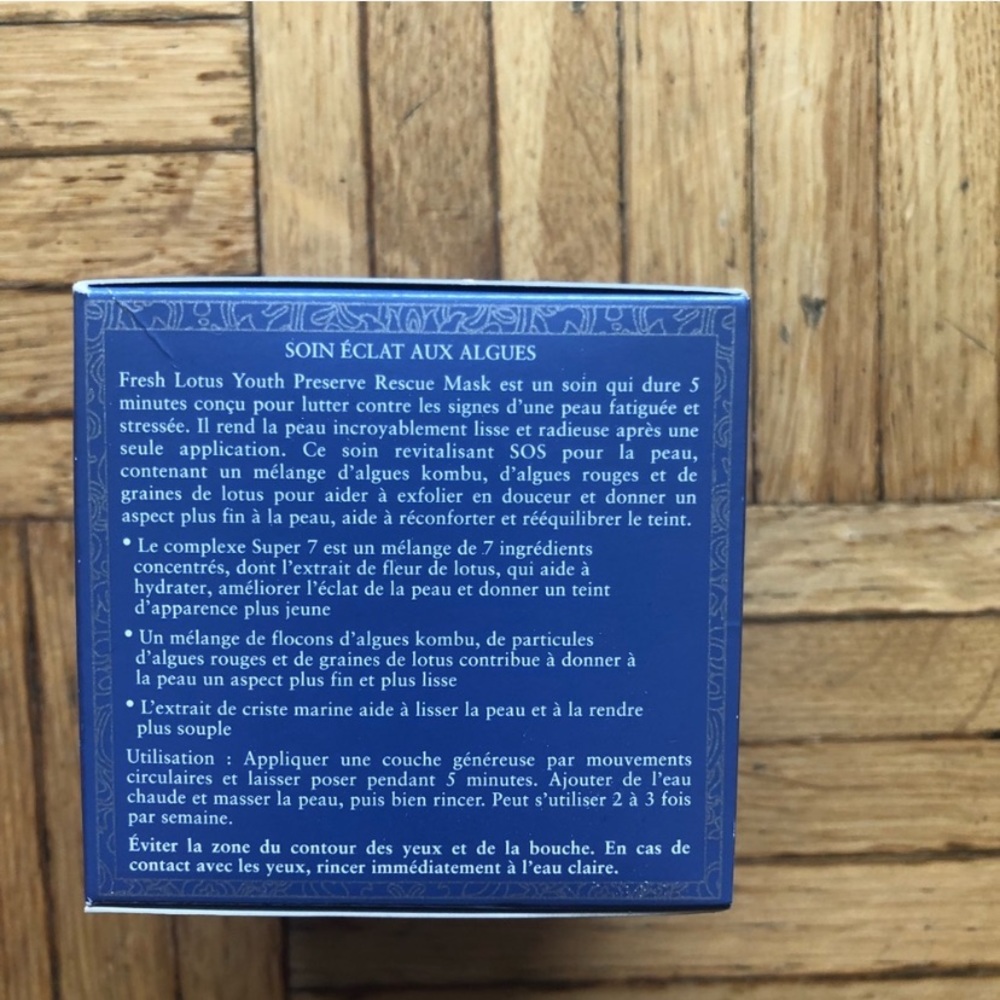 SOIN ÉCLAT AUX ALGUES
Fresh Lotus Youth Preserve Rescue Mask est un soin qui dure 5
minutes conçu pour lutter contre les signes d'une peau fatiguée et
stressée. Il rend la peau incroyablement lisse et radieuse après une
seule application. Ce soin revitalisant SOS pour la peau,
contenant un mélange d'algues kombu, d'algues rouges et de
graines de lotus pour aider à exfolier en douceur et donner un
aspect plus fin à la peau, aide à réconforter et rééquilibrer le teint.
• Le complexe Super 7 est un mélange de 7 ingrédients
concentrés, dont l'extrait de fleur de lotus, qui aide à
hydrater, améliorer l'éclat de la peau et donner un teint
d'apparence plus jeune
• Un mélange de flocons d'algues kombu, de particules
d'algues rouges et de graines de lotus contribue à donner à
la peau un aspect plus fin et plus lisse
• L'extrait de criste marine aide à lisser la peau et à la rendre
plus souple
Utilisation : Appliquer une couche généreuse par mouvements
circulaires et laisser poser pendant 5 minutes. Ajouter de l'eau
chaude et masser la peau, puis bien rincer. Peut s'utiliser 2 à 3 fois
par semaine.
Éviter la zone du contour des yeux et de la bouche. En cas de
contact avec les yeux, rincer immédiatement à l'eau claire.